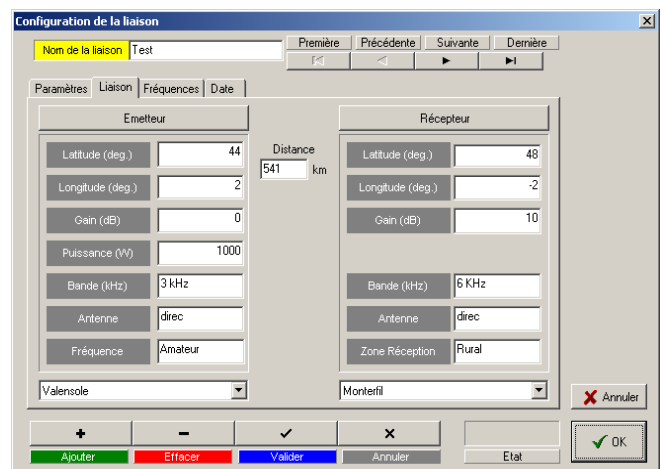 Configuration de la liaison
Nom de la liaison Test Première Précédente Suivante Dernière
Paramètres Liaison Fréquences Date
Emetteur Récepteur
Latitude (deg.) 44 Distance Latitude (deg.) 48
541 km
Longitude (deg.) 2 Longitude (deg.) -2
Gain (dB) 0 Gain (dB) 10
Puissance (W) 1000
Bande (kHz) 3 kHz Bande (kHz) 6 KHz
Antenne direc Antenne direc
Fréquence Amateur Zone Réception Rural
Valensole Monterfil
Annuler
Ajouter Effacer Valider Annuler Etat
OK